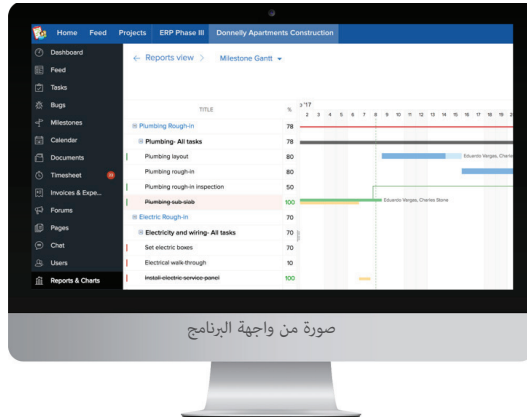 Home Feed Projects ERP Phase III Donnelly Apartments Construction
Dashboard
Feed
Tasks
Bugs
Milestones
Calendar
Documents
Timesheet
Invoices & Expe...
Forums
Pages
Chat
Users
Reports & Charts
← Reports view > Milestone Gantt
TITLE %
'17
2 3 4 5 6 7 8 9 10 11 12 13 14 15 16 17 18 19
Plumbing Rough-in 78
Plumbing- All tasks 78
Plumbing layout 80 Eduardo Vargas, Charles
Plumbing rough-in 80
Plumbing rough-in inspection 50
Plumbing sub slab 100 Eduardo Vargas, Charles Stone
Electric Rough-in 70
Electricity and wiring- All tasks 70
Set electric boxes 70
Electrical walk-through 10
Install electric service panel 100
صورة من واجهة البرنامج